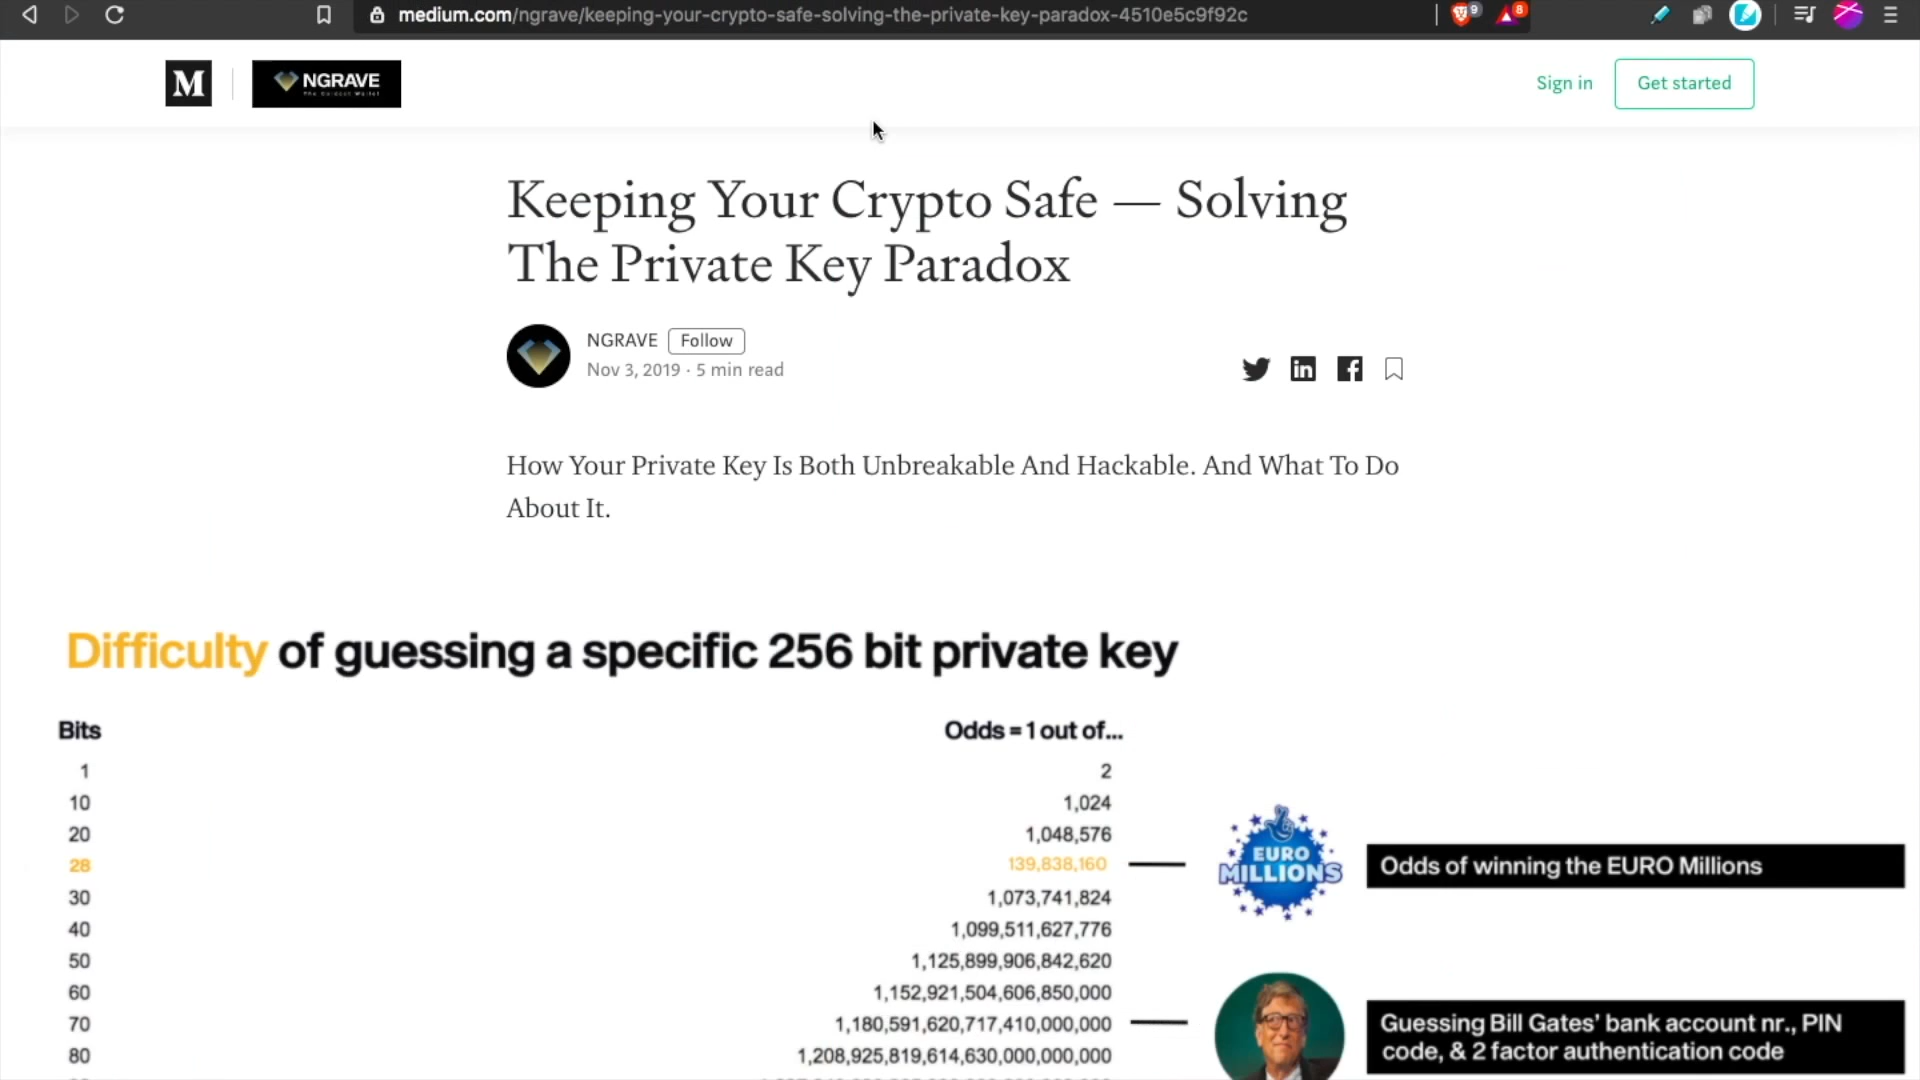 medium.com/ngrave/keeping-your-crypto-safe-solving-the-private-key-paradox-4510e5c9f92c
9
8
M
NGRAVE
Sign in
Get started
Keeping Your Crypto Safe — Solving
The Private Key Paradox
NGRAVE
Follow
Nov 3, 2019 · 5 min read
How Your Private Key Is Both Unbreakable And Hackable. And What To Do
About It.
Difficulty of guessing a specific 256 bit private key
Bits
Odds = 1 out of...
1
2
10
1,024
20
1,048,576
28
139,838,160
EURO
MILLIONS
Odds of winning the EURO Millions
30
1,073,741,824
40
1,099,511,627,776
50
1,125,899,906,842,620
60
1,152,921,504,606,850,000
70
1,180,591,620,717,410,000,000
Guessing Bill Gates' bank account nr., PIN
code, & 2 factor authentication code
80
1,208,925,819,614,630,000,000,000